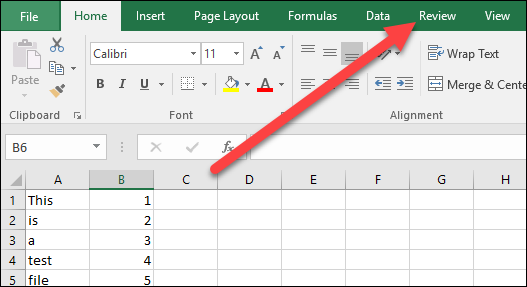 File Home Insert Page Layout Formulas Data Review View
Calibri 11 Wrap Text
Paste B I U A Merge & Cente
Clipboard Font Alignment
B6 fx
A B C D E F G H
1 This 1
2 is 2
3 a 3
4 test 4
5 file 5